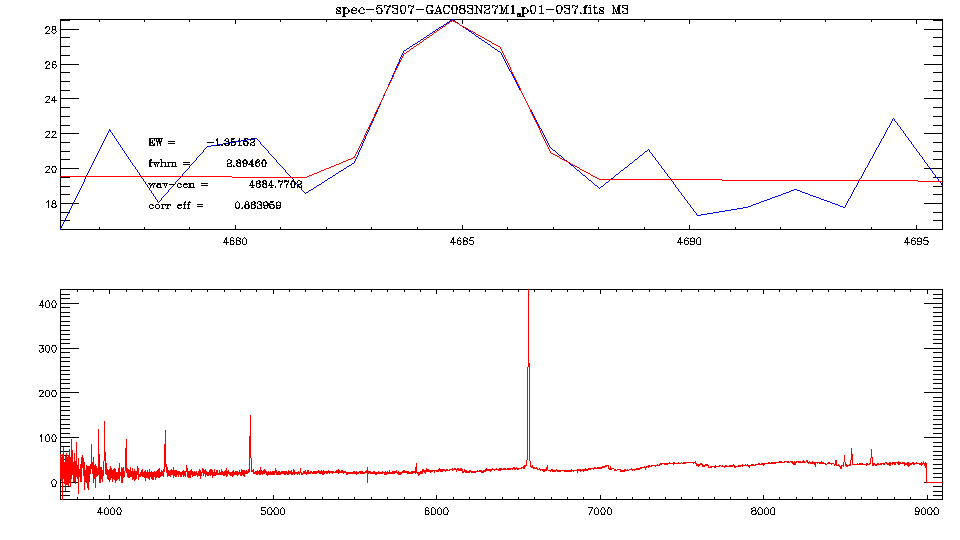 spec-57307-GAC083N27M1_sp01-037.fits M3
28
26
24
22
20
18
EW = -1.35152
fwhm = 2.89460
wav-cen = 4684.7702
corr eff = 0.863959
4680 4685 4690 4695
400
300
200
100
0
4000 5000 6000 7000 8000 9000